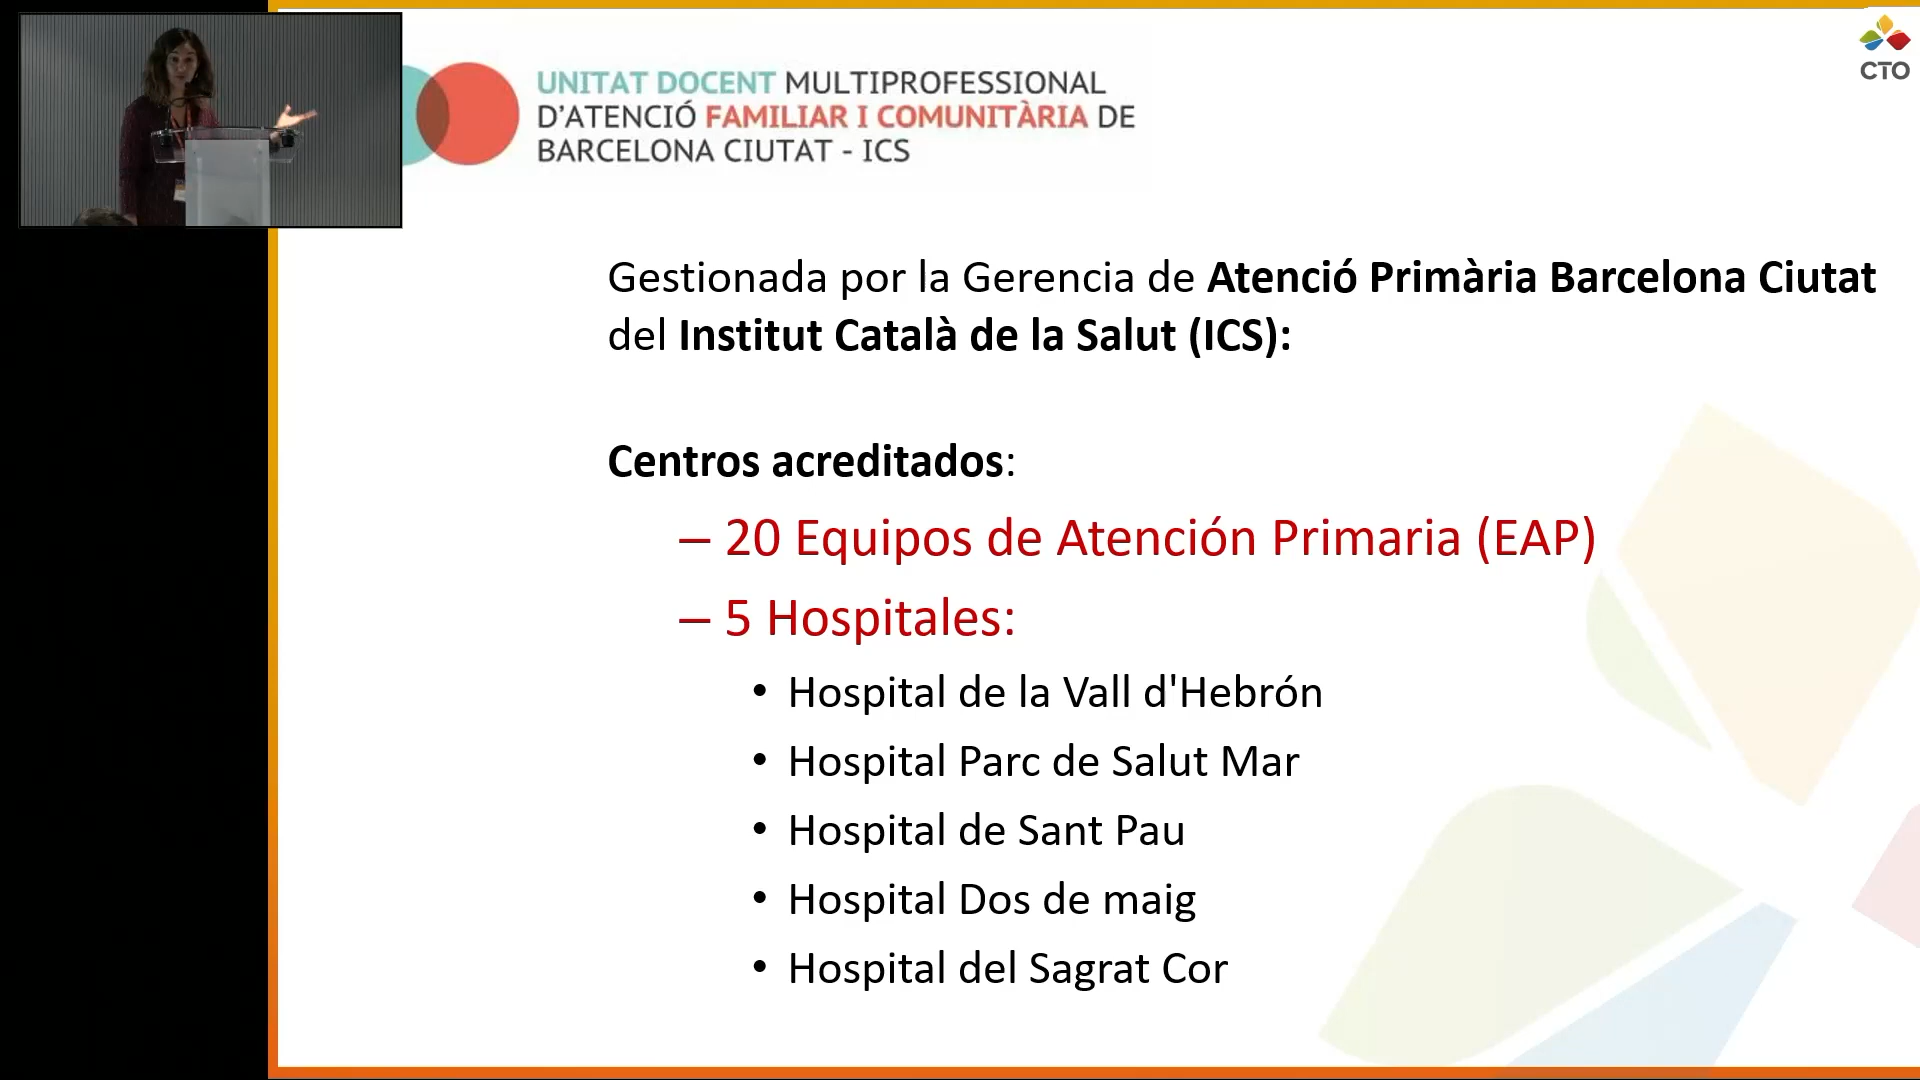 UNITAT DOCENT MULTIPROFESSIONAL
D'ATENCIÓ FAMILIAR I COMUNITÀRIA DE
BARCELONA CIUTAT - ICS
CTO
Gestionada por la Gerencia de Atenció Primària Barcelona Ciutat
del Institut Català de la Salut (ICS):
Centros acreditados:
– 20 Equipos de Atención Primaria (EAP)
– 5 Hospitales:
• Hospital de la Vall d'Hebrón
• Hospital Parc de Salut Mar
• Hospital de Sant Pau
• Hospital Dos de maig
• Hospital del Sagrat Cor